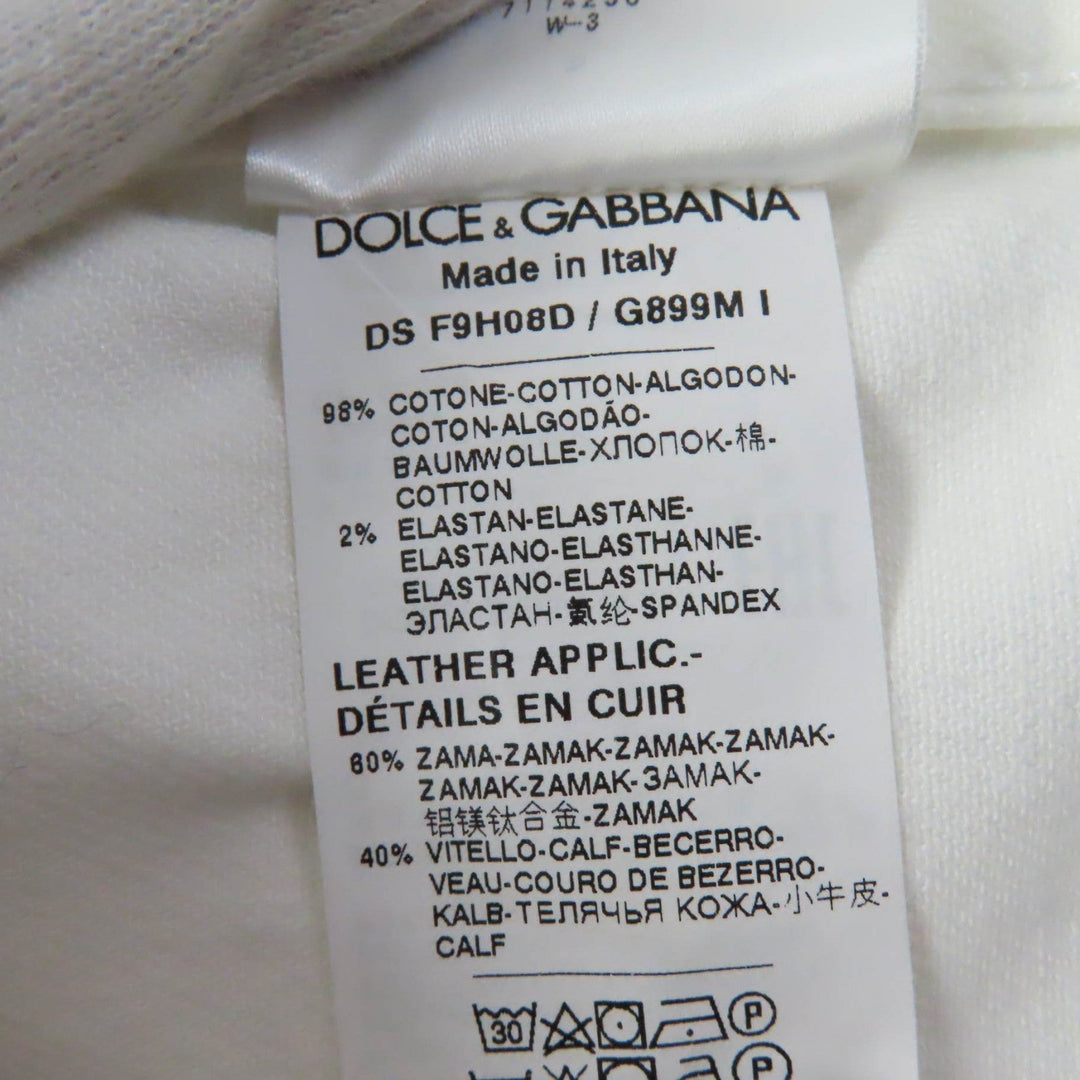 W-3
DOLCE & GABBANA
Made in Italy
DS F9H08D / G899M I
98% COTONE-COTTON-ALGODON-
COTON-ALGODÃO-
BAUMWOLLE-ХЛОПОК-棉-
COTTON
2% ELASTAN-ELASTANE-
ELASTANO-ELASTHANNE-
ELASTANO-ELASTHAN-
ЭЛАСТАН-氨纶-SPANDEX
LEATHER APPLIC.-
DÉTAILS EN CUIR
60% ZAMA-ZAMAK-ZAMAK-ZAMAK-
ZAMAK-ZAMAK-ЗАМАК-
铝镁钛合金-ZAMAK
40% VITELLO-CALF-BECERRO-
VEAU-COURO DE BEZERRO-
KALB-ТЕЛЯЧЬЯ КОЖА-小牛皮-
CALF
30 P
P